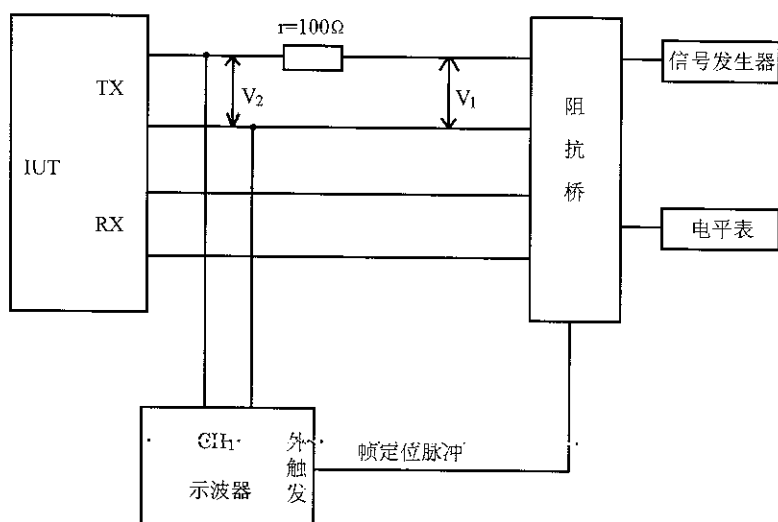 r=100Ω
TX
V₂
V₁
IUT
RX
阻抗桥
信号发生器
电平表
CH₁
外触发
示波器
帧定位脉冲